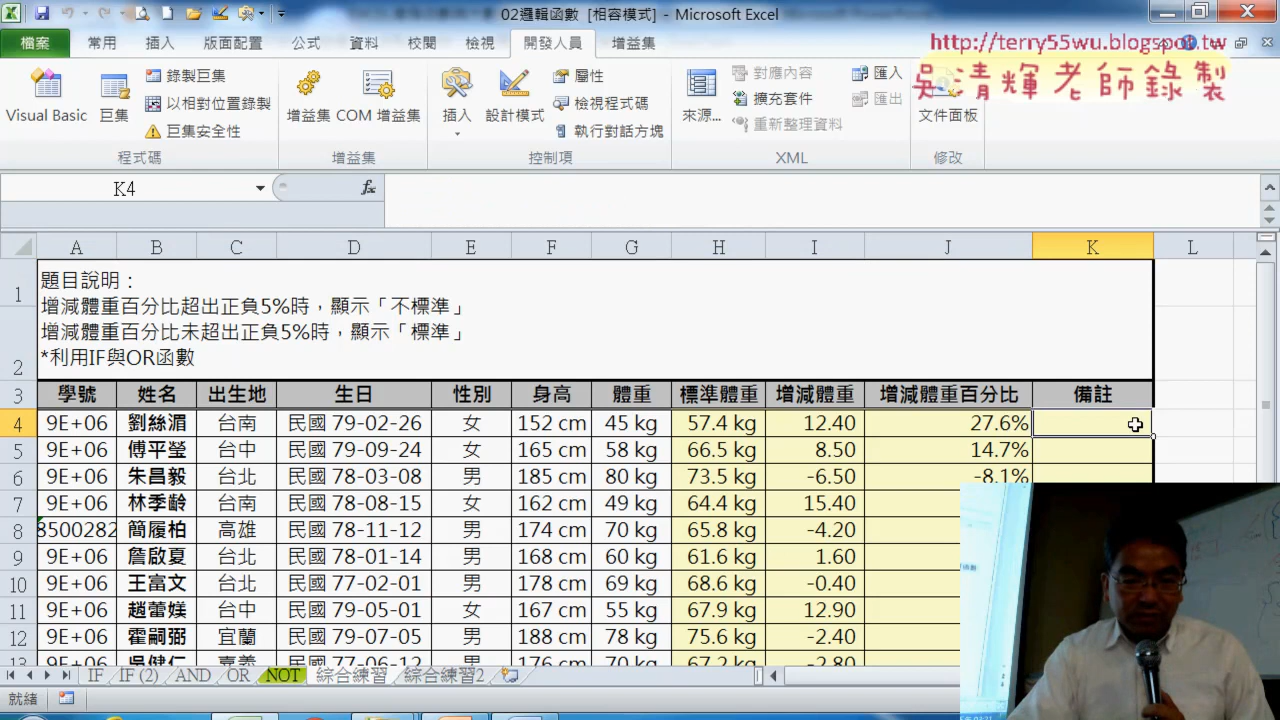 02邏輯函數 [相容模式] - Microsoft Excel
檔案 常用 插入 版面配置 公式 資料 校閱 檢視 開發人員 增益集
http://terry55wu.blogspot.tw
吳清輝老師錄製
Visual Basic 巨集 錄製巨集 以相對位置錄製 巨集安全性
增益集 COM 增益集
插入 設計模式 屬性 檢視程式碼 執行對話方塊
來源... 對應內容 擴充套件 重新整理資料 匯入 匯出
文件面板
程式碼 增益集 控制項 XML 修改
K4 fx
A B C D E F G H I J K L
1 題目說明：
增減體重百分比超出正負5%時，顯示「不標準」
增減體重百分比未超出正負5%時，顯示「標準」
2 *利用IF與OR函數
3 學號 姓名 出生地 生日 性別 身高 體重 標準體重 增減體重 增減體重百分比 備註
4 9E+06 劉絲湄 台南 民國 79-02-26 女 152 cm 45 kg 57.4 kg 12.40 27.6%
5 9E+06 傅平瑩 台中 民國 79-09-24 女 165 cm 58 kg 66.5 kg 8.50 14.7%
6 9E+06 朱昌毅 台北 民國 78-03-08 男 185 cm 80 kg 73.5 kg -6.50 -8.1%
7 9E+06 林季齡 台南 民國 78-08-15 女 162 cm 49 kg 64.4 kg 15.40
8 8500282 簡履柏 高雄 民國 78-11-12 男 174 cm 70 kg 65.8 kg -4.20
9 9E+06 詹啟夏 台北 民國 78-01-14 男 168 cm 60 kg 61.6 kg 1.60
10 9E+06 王富文 台北 民國 77-02-01 男 178 cm 69 kg 68.6 kg -0.40
11 9E+06 趙蕾媄 台中 民國 79-05-01 女 167 cm 55 kg 67.9 kg 12.90
12 9E+06 霍嗣弼 宜蘭 民國 79-07-05 男 188 cm 78 kg 75.6 kg -2.40
13 9E+06 吳健仁 嘉義 民國 77-06-12 男 176 cm 70 kg 67.2 kg -2.80
IF IF (2) AND OR NOT 綜合練習 綜合練習2
就緒